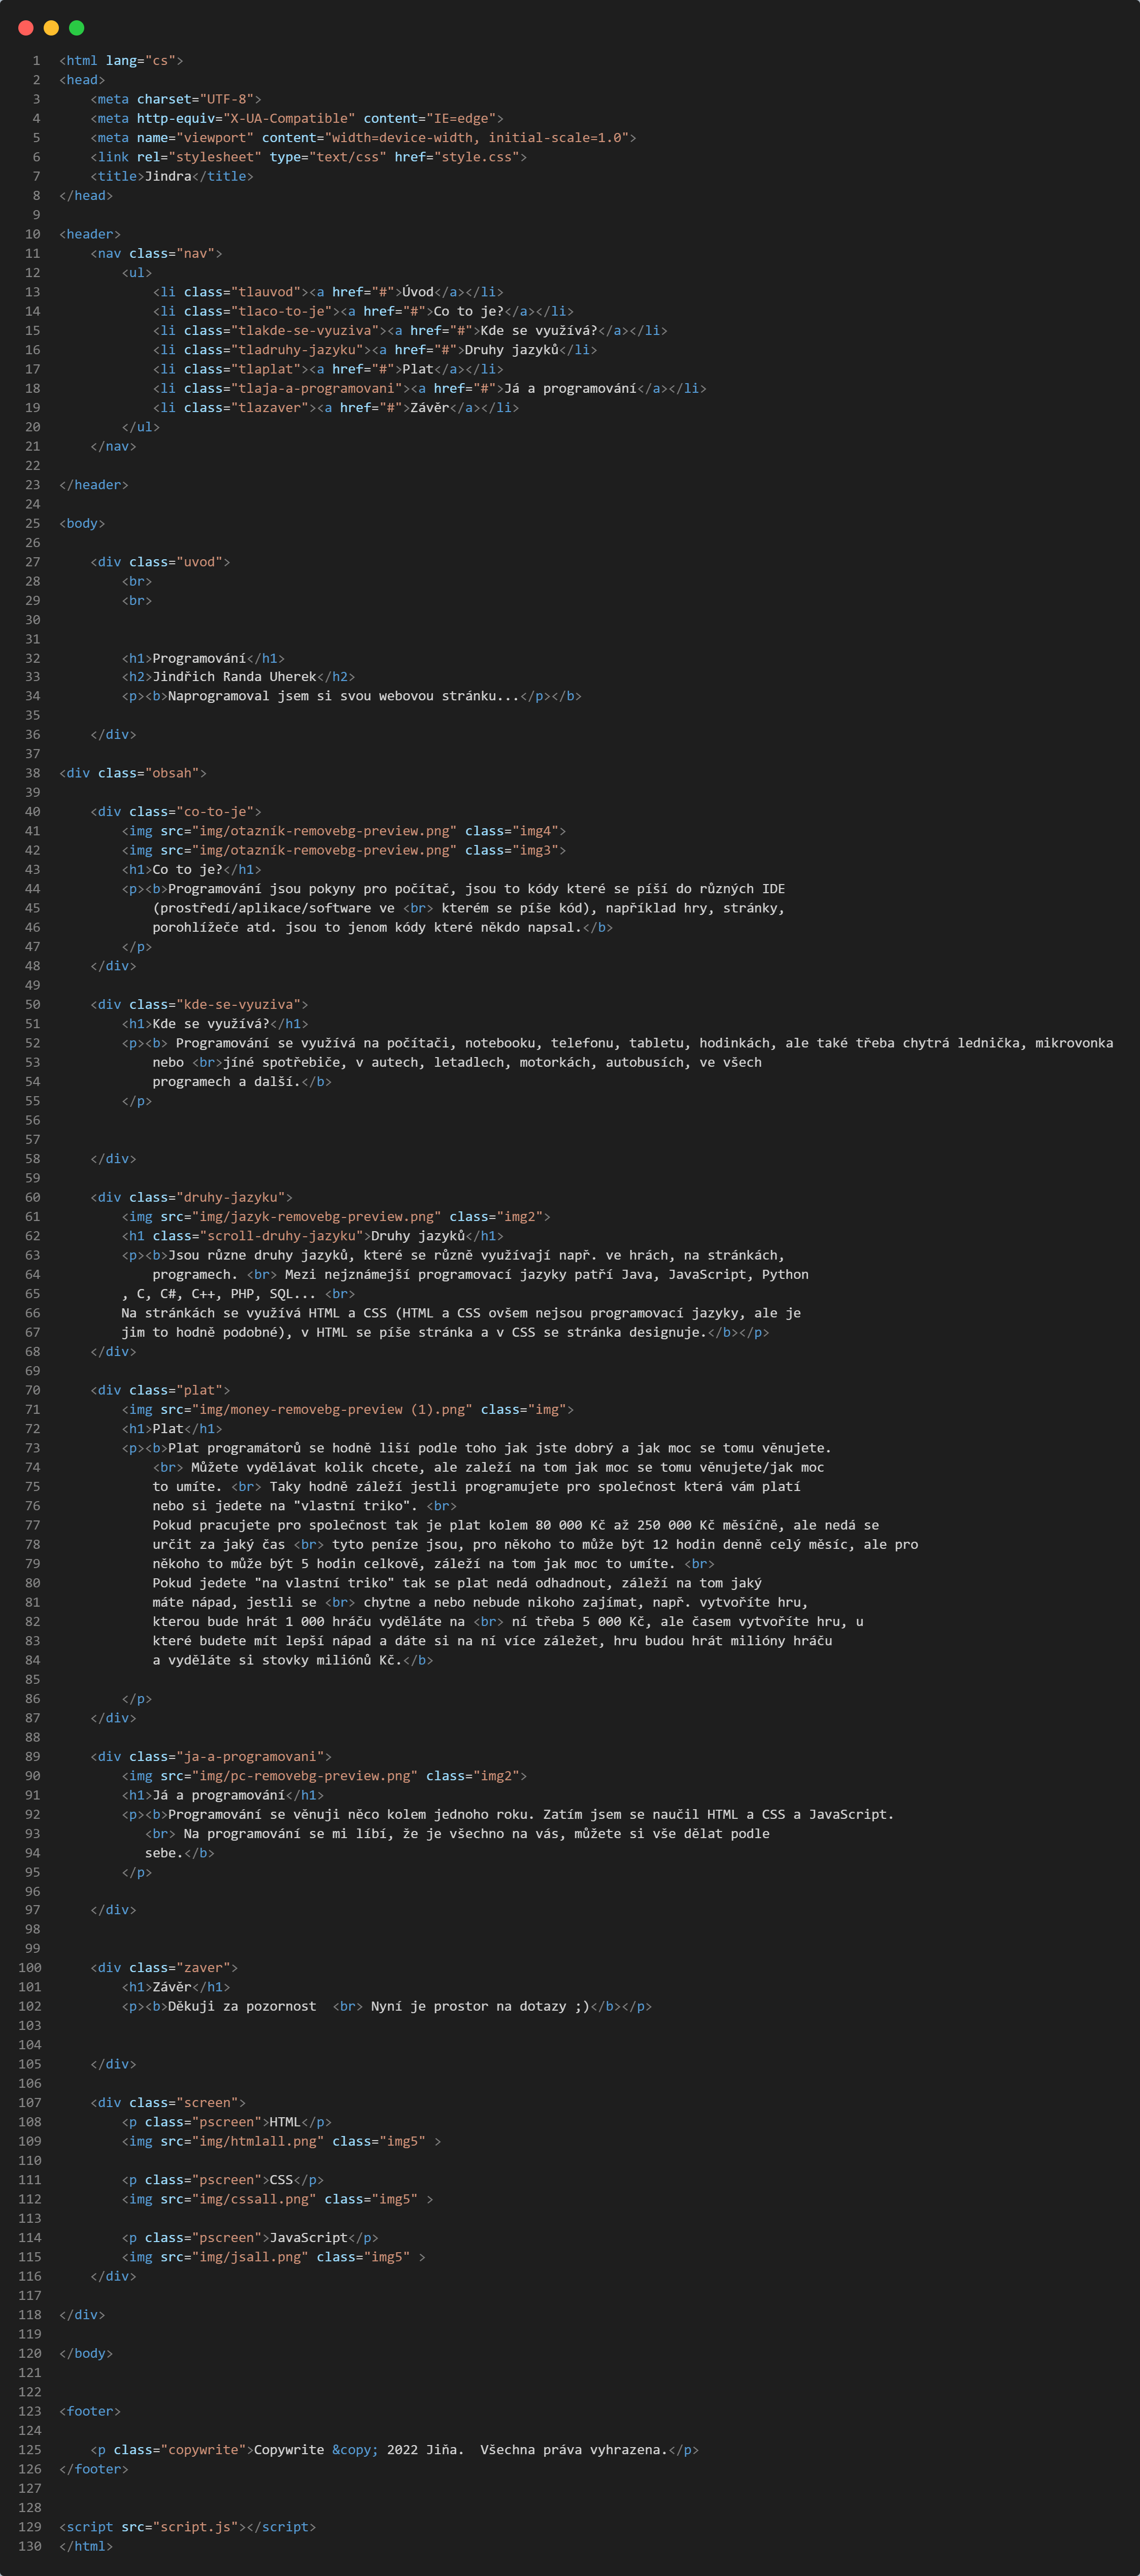 1 <html lang="cs">
2 <head>
3     <meta charset="UTF-8">
4     <meta http-equiv="X-UA-Compatible" content="IE=edge">
5     <meta name="viewport" content="width=device-width, initial-scale=1.0">
6     <link rel="stylesheet" type="text/css" href="style.css">
7     <title>Jindra</title>
8 </head>
9
10 <header>
11     <nav class="nav">
12         <ul>
13             <li class="tlauvod"><a href="#">Úvod</a></li>
14             <li class="tlaco-to-je"><a href="#">Co to je?</a></li>
15             <li class="tlakde-se-vyuziva"><a href="#">Kde se využívá?</a></li>
16             <li class="tladruhy-jazyku"><a href="#">Druhy jazyků</li>
17             <li class="tlaplat"><a href="#">Plat</a></li>
18             <li class="tlaja-a-programovani"><a href="#">Já a programování</a></li>
19             <li class="tlazaver"><a href="#">Závěr</a></li>
20         </ul>
21     </nav>
22
23 </header>
24
25 <body>
26
27     <div class="uvod">
28         <br>
29         <br>
30
31
32         <h1>Programování</h1>
33         <h2>Jindřich Randa Uherek</h2>
34         <p><b>Naprogramoval jsem si svou webovou stránku...</p></b>
35
36     </div>
37
38 <div class="obsah">
39
40     <div class="co-to-je">
41         <img src="img/otazník-removebg-preview.png" class="img4">
42         <img src="img/otazník-removebg-preview.png" class="img3">
43         <h1>Co to je?</h1>
44         <p><b>Programování jsou pokyny pro počítač, jsou to kódy které se píší do různých IDE
45             (prostředí/aplikace/software ve <br> kterém se píše kód), například hry, stránky,
46             porohlížeče atd. jsou to jenom kódy které někdo napsal.</b>
47         </p>
48     </div>
49
50     <div class="kde-se-vyuziva">
51         <h1>Kde se využívá?</h1>
52         <p><b> Programování se využívá na počítači, notebooku, telefonu, tabletu, hodinkách, ale také třeba chytrá lednička, mikrovonka
53             nebo <br>jíné spotřebiče, v autech, letadlech, motorkách, autobusích, ve všech
54             programech a další.</b>
55         </p>
56
57
58     </div>
59
60     <div class="druhy-jazyku">
61         <img src="img/jazyk-removebg-preview.png" class="img2">
62         <h1 class="scroll-druhy-jazyku">Druhy jazyků</h1>
63         <p><b>Jsou různe druhy jazyků, které se různě využívají např. ve hrách, na stránkách,
64             programech. <br> Mezi nejznámejší programovací jazyky patří Java, JavaScript, Python
65         , C, C#, C++, PHP, SQL... <br>
66         Na stránkách se využívá HTML a CSS (HTML a CSS ovšem nejsou programovací jazyky, ale je
67         jim to hodně podobné), v HTML se píše stránka a v CSS se stránka designuje.</b></p>
68     </div>
69
70     <div class="plat">
71         <img src="img/money-removebg-preview (1).png" class="img">
72         <h1>Plat</h1>
73         <p><b>Plat programátorů se hodně liší podle toho jak jste dobrý a jak moc se tomu věnujete.
74             <br> Můžete vydělávat kolik chcete, ale zaleží na tom jak moc se tomu věnujete/jak moc
75             to umíte. <br> Taky hodně záleží jestli programujete pro společnost která vám platí
76             nebo si jedete na "vlastní triko". <br>
77             Pokud pracujete pro společnost tak je plat kolem 80 000 Kč až 250 000 Kč měsíčně, ale nedá se
78             určit za jaký čas <br> tyto peníze jsou, pro někoho to může být 12 hodin denně celý měsíc, ale pro
79             někoho to může být 5 hodin celkově, záleží na tom jak moc to umíte. <br>
80             Pokud jedete "na vlastní triko" tak se plat nedá odhadnout, záleží na tom jaký
81             máte nápad, jestli se <br> chytne a nebo nebude nikoho zajímat, např. vytvoříte hru,
82             kterou bude hrát 1 000 hráču vyděláte na <br> ní třeba 5 000 Kč, ale časem vytvoříte hru, u
83             které budete mít lepší nápad a dáte si na ní více záležet, hru budou hrát milióny hráču
84             a vyděláte si stovky miliónů Kč.</b>
85
86         </p>
87     </div>
88
89     <div class="ja-a-programovani">
90         <img src="img/pc-removebg-preview.png" class="img2">
91         <h1>Já a programování</h1>
92         <p><b>Programování se věnuji něco kolem jednoho roku. Zatím jsem se naučil HTML a CSS a JavaScript.
93            <br> Na programování se mi líbí, že je všechno na vás, můžete si vše dělat podle
94            sebe.</b>
95         </p>
96
97     </div>
98
99
100     <div class="zaver">
101         <h1>Závěr</h1>
102         <p><b>Děkuji za pozornost  <br> Nyní je prostor na dotazy ;)</b></p>
103
104
105     </div>
106
107     <div class="screen">
108         <p class="pscreen">HTML</p>
109         <img src="img/htmlall.png" class="img5" >
110
111         <p class="pscreen">CSS</p>
112         <img src="img/cssall.png" class="img5" >
113
114         <p class="pscreen">JavaScript</p>
115         <img src="img/jsall.png" class="img5" >
116     </div>
117
118 </div>
119
120 </body>
121
122
123 <footer>
124
125     <p class="copywrite">Copywrite &copy; 2022 Jiňa.  Všechna práva vyhrazena.</p>
126 </footer>
127
128
129 <script src="script.js"></script>
130 </html>